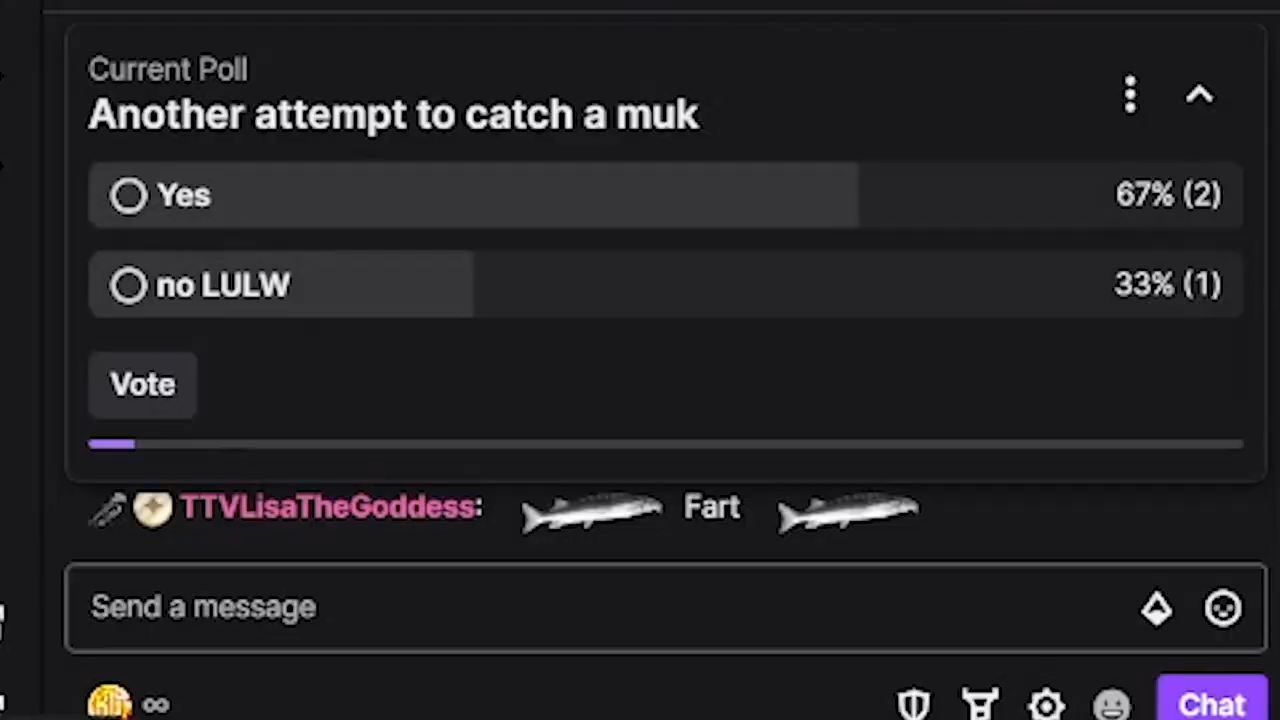 Current Poll
Another attempt to catch a muk
Yes 67% (2)
no LULW 33% (1)
Vote
TTVLisaTheGoddess: Fart
Send a message
∞ Chat